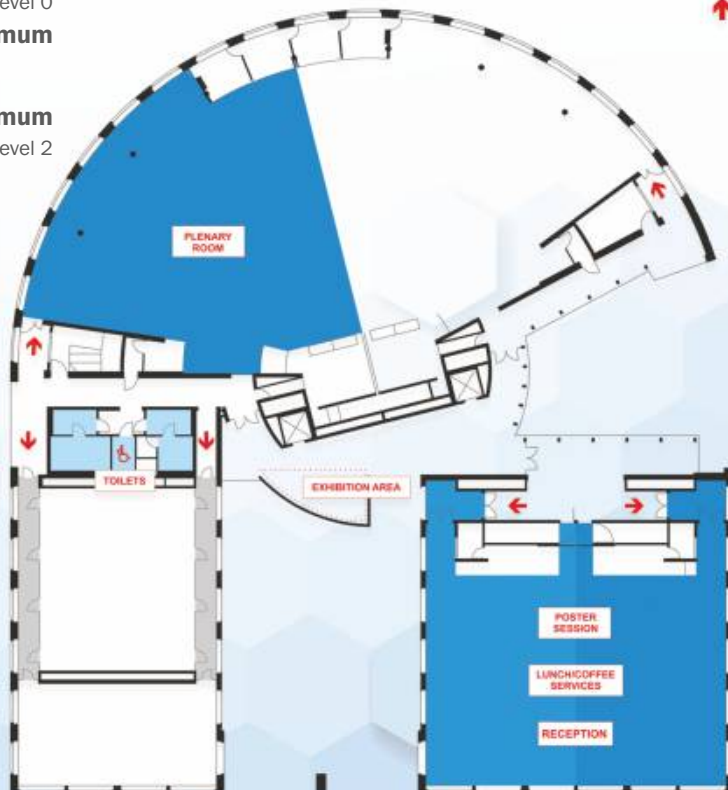 evel 0
mum
mum
evel 2
PLENARY
ROOM
TOILETS
EXHIBITION AREA
POSTER
SESSION
LUNCH/COFFEE
SERVICES
RECEPTION